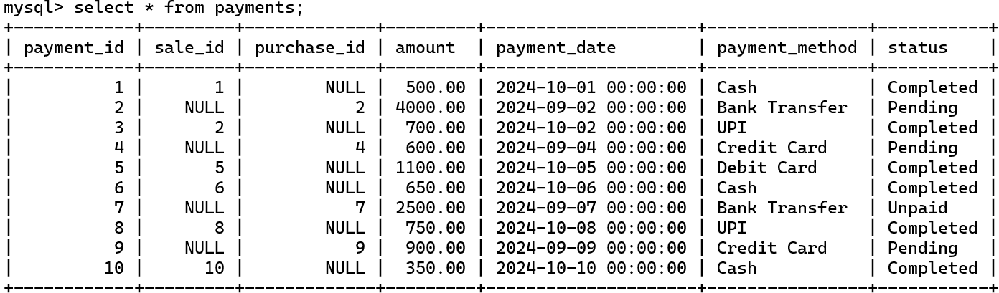 mysql> select * from payments;
+------------+---------+-------------+---------+---------------------+----------------+-----------+
| payment_id | sale_id | purchase_id | amount  | payment_date        | payment_method | status    |
+------------+---------+-------------+---------+---------------------+----------------+-----------+
|          1 |       1 |        NULL |  500.00 | 2024-10-01 00:00:00 | Cash           | Completed |
|          2 |    NULL |           2 | 4000.00 | 2024-09-02 00:00:00 | Bank Transfer  | Pending   |
|          3 |       2 |        NULL |  700.00 | 2024-10-02 00:00:00 | UPI            | Completed |
|          4 |    NULL |           4 |  600.00 | 2024-09-04 00:00:00 | Credit Card    | Pending   |
|          5 |       5 |        NULL | 1100.00 | 2024-10-05 00:00:00 | Debit Card     | Completed |
|          6 |       6 |        NULL |  650.00 | 2024-10-06 00:00:00 | Cash           | Completed |
|          7 |    NULL |           7 | 2500.00 | 2024-09-07 00:00:00 | Bank Transfer  | Unpaid    |
|          8 |       8 |        NULL |  750.00 | 2024-10-08 00:00:00 | UPI            | Completed |
|          9 |    NULL |           9 |  900.00 | 2024-09-09 00:00:00 | Credit Card    | Pending   |
|         10 |      10 |        NULL |  350.00 | 2024-10-10 00:00:00 | Cash           | Completed |
+------------+---------+-------------+---------+---------------------+----------------+-----------+